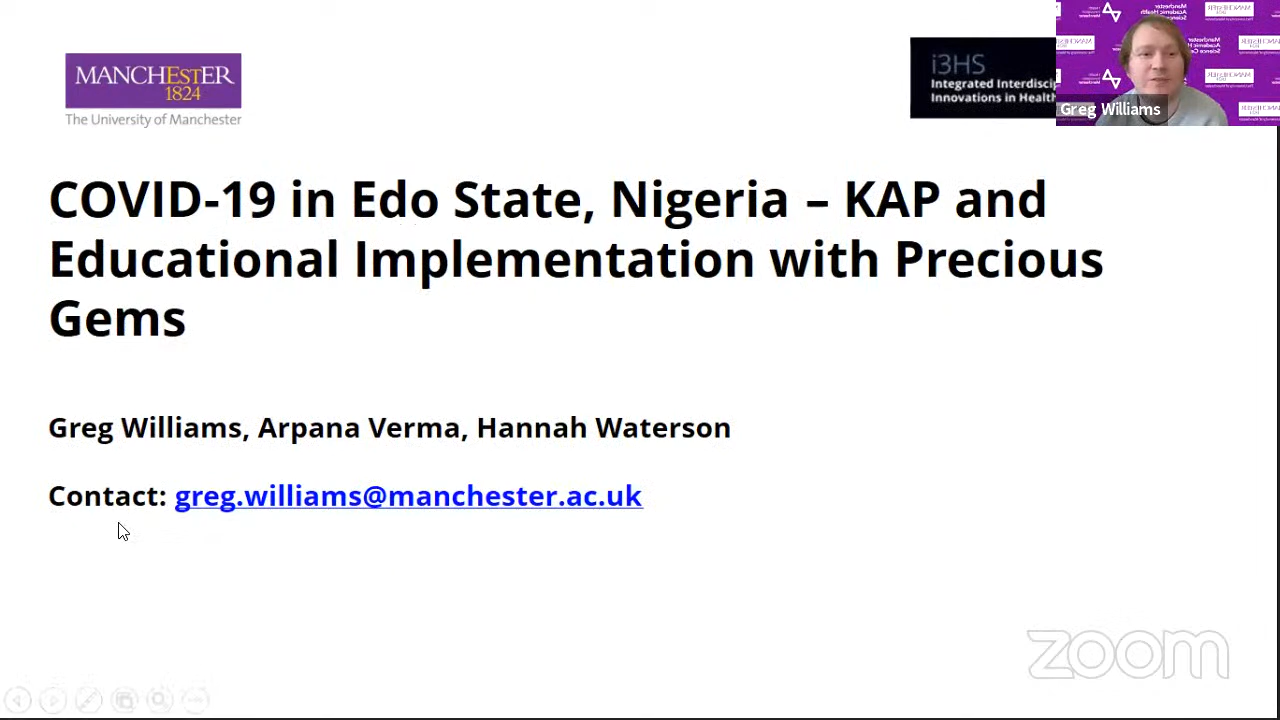 MANCHESTER
1824
The University of Manchester
i3HS
Integrated Interdiscip
Innovations in Health
Greg Williams
COVID-19 in Edo State, Nigeria – KAP and
Educational Implementation with Precious
Gems
Greg Williams, Arpana Verma, Hannah Waterson
Contact: greg.williams@manchester.ac.uk
zoom